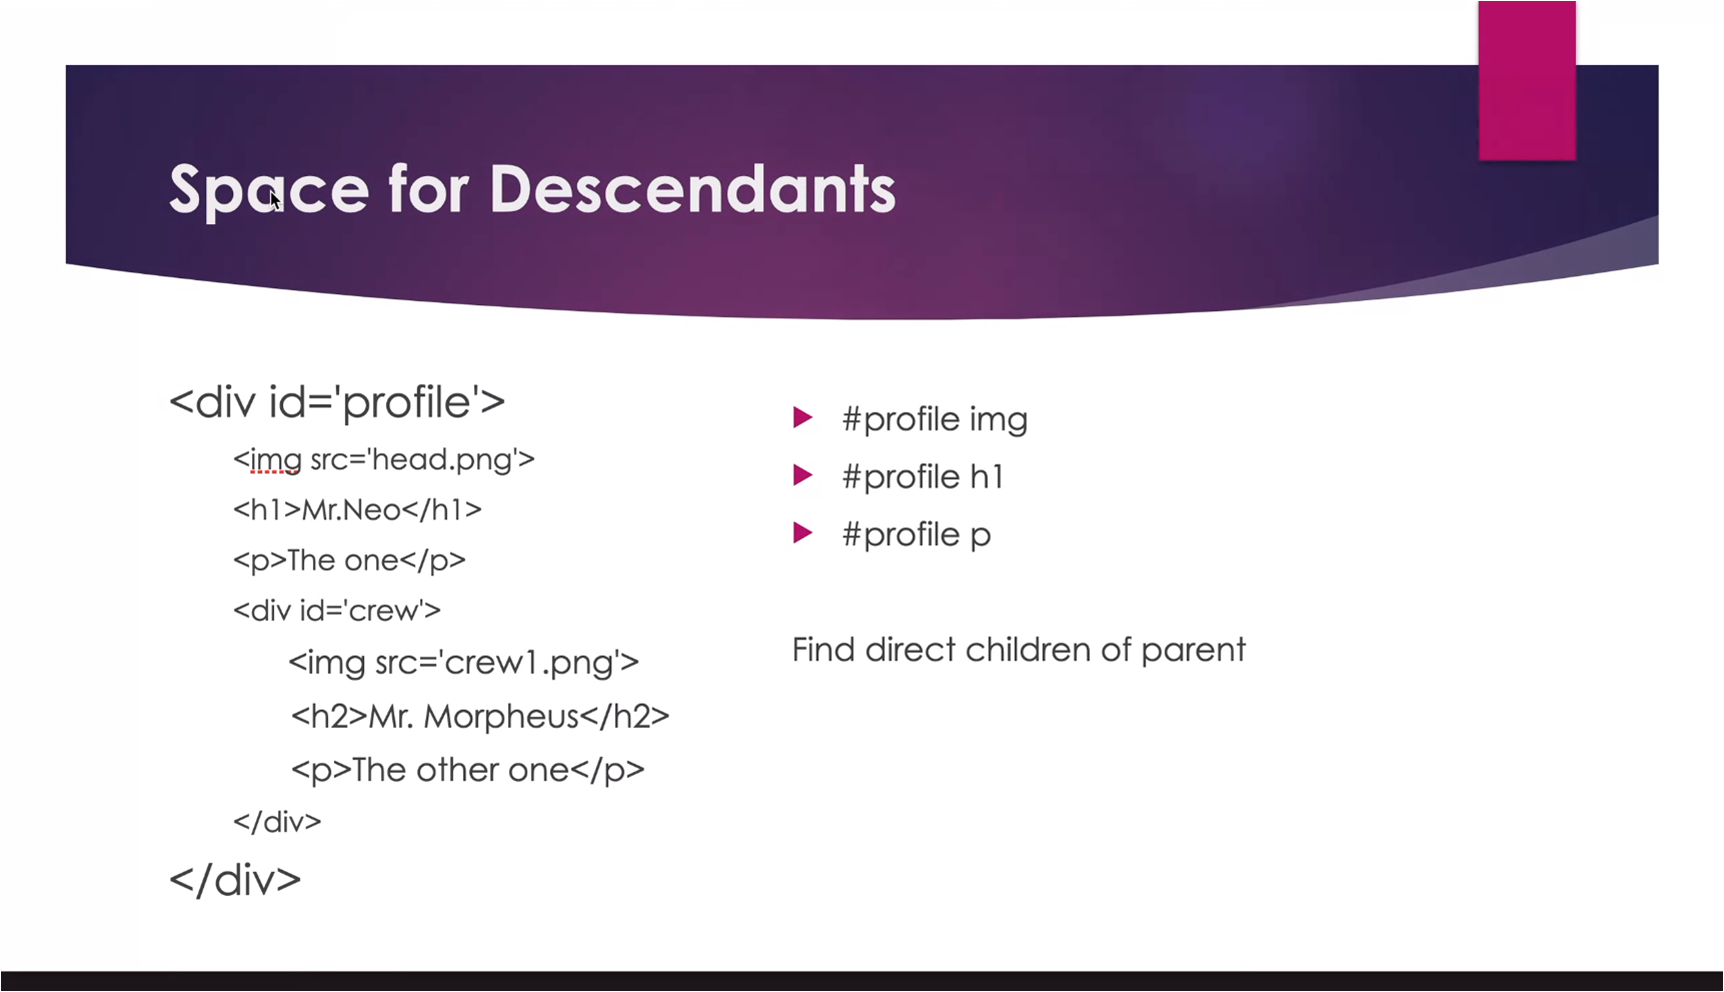 Space for Descendants
<div id='profile'>
<img src='head.png'>
<h1>Mr.Neo</h1>
<p>The one</p>
<div id='crew'>
<img src='crew1.png'>
<h2>Mr. Morpheus</h2>
<p>The other one</p>
</div>
</div>
#profile img
#profile h1
#profile p
Find direct children of parent